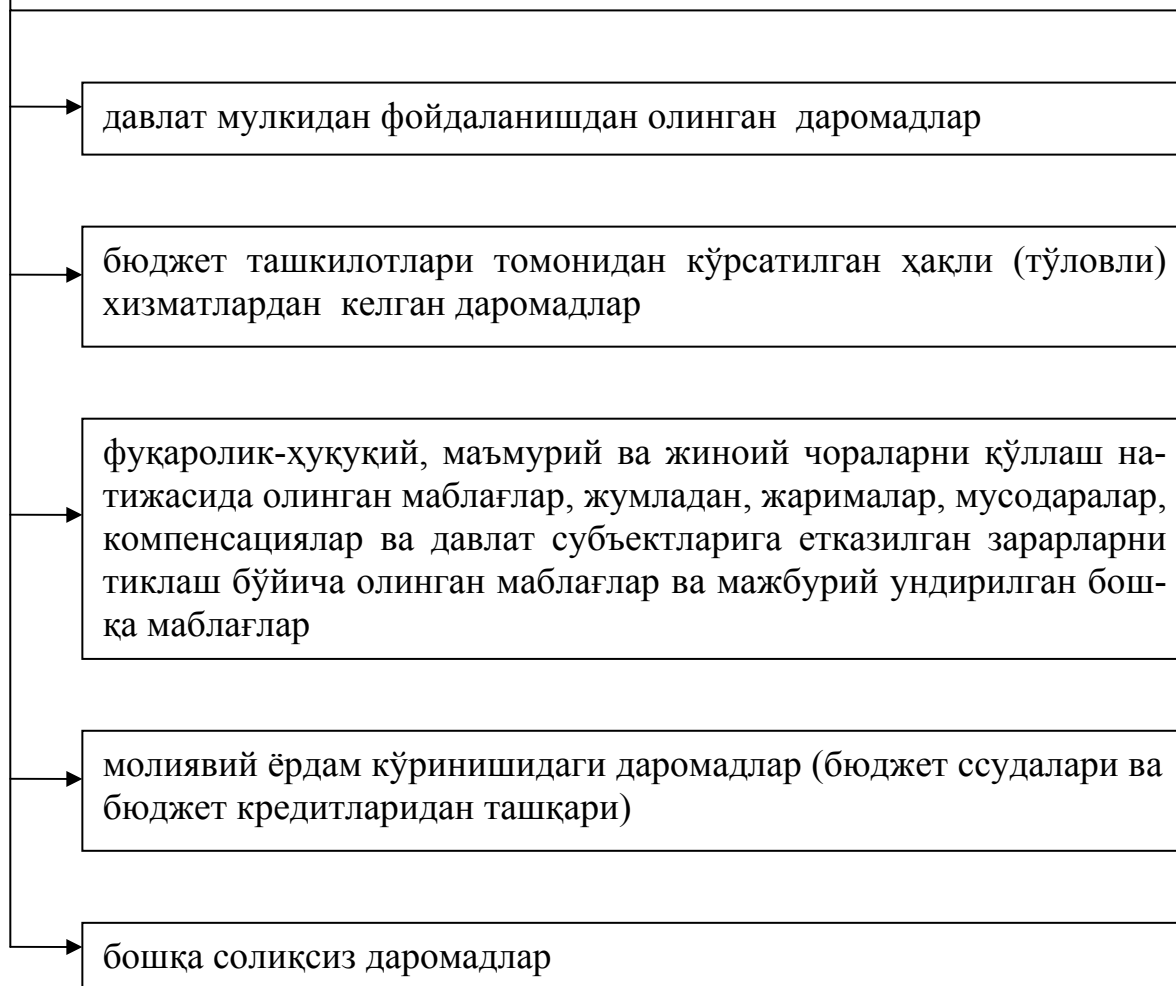 давлат мулкидан фойдаланишдан олинган даромадлар
бюджет ташкилотлари томонидан кўрсатилган ҳақли (тўловли)
хизматлардан келган даромадлар
фуқаролик-ҳуқуқий, маъмурий ва жиноий чораларни қўллаш на-
тижасида олинган маблағлар, жумладан, жарималар, мусодаралар,
компенсациялар ва давлат субъектларига етказилган зарарларни
тиклаш бўйича олинган маблағлар ва мажбурий ундирилган бош-
қа маблағлар
молиявий ёрдам кўринишидаги даромадлар (бюджет ссудалари ва
бюджет кредитларидан ташқари)
бошқа солиқсиз даромадлар